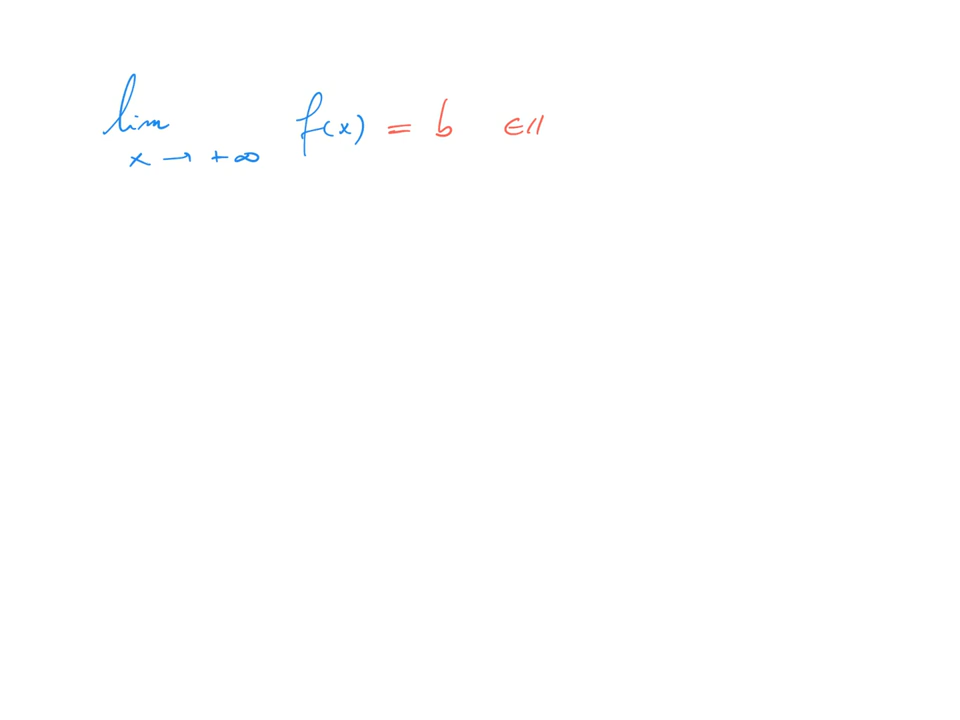 lim f(x) = b ∈ //
x → +∞